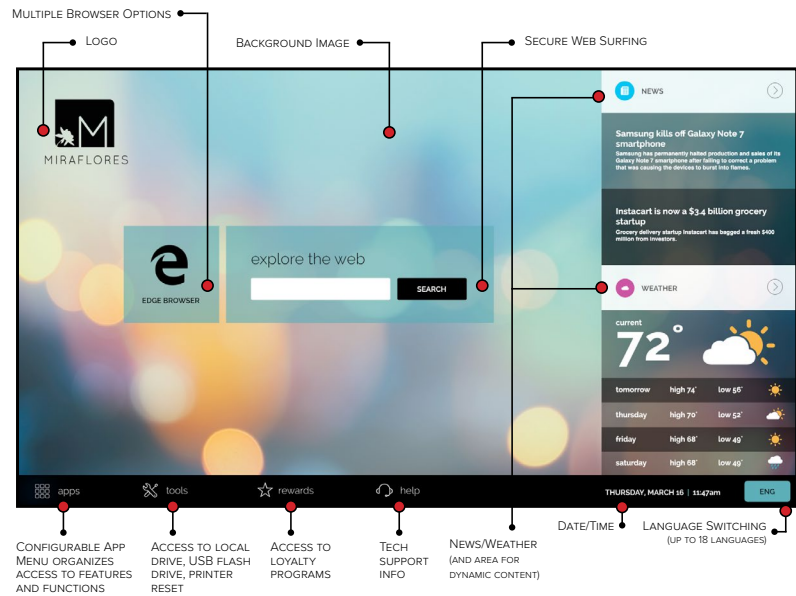 MULTIPLE BROWSER OPTIONS
LOGO
BACKGROUND IMAGE
SECURE WEB SURFING
M
MIRAFLORES
e
EDGE BROWSER
explore the web
SEARCH
NEWS
Samsung kills off Galaxy Note 7
smartphone
Samsung has permanently halted production and sales of its
Galaxy Note 7 smartphone after failing to correct a problem
that was causing the devices to burst into flames.
Instacart is now a $3.4 billion grocery
startup
Grocery delivery startup Instacart has bagged a fresh $400
million from investors.
WEATHER
current
72°
tomorrow high 74° low 56°
thursday high 70° low 52°
friday high 68° low 49°
saturday high 68° low 49°
apps
tools
rewards
help
THURSDAY, MARCH 16 | 11:47am
ENG
CONFIGURABLE APP
MENU ORGANIZES
ACCESS TO FEATURES
AND FUNCTIONS
ACCESS TO LOCAL
DRIVE, USB FLASH
DRIVE, PRINTER
RESET
ACCESS TO
LOYALTY
PROGRAMS
TECH
SUPPORT
INFO
NEWS/WEATHER
(AND AREA FOR
DYNAMIC CONTENT)
DATE/TIME
LANGUAGE SWITCHING
(UP TO 18 LANGUAGES)